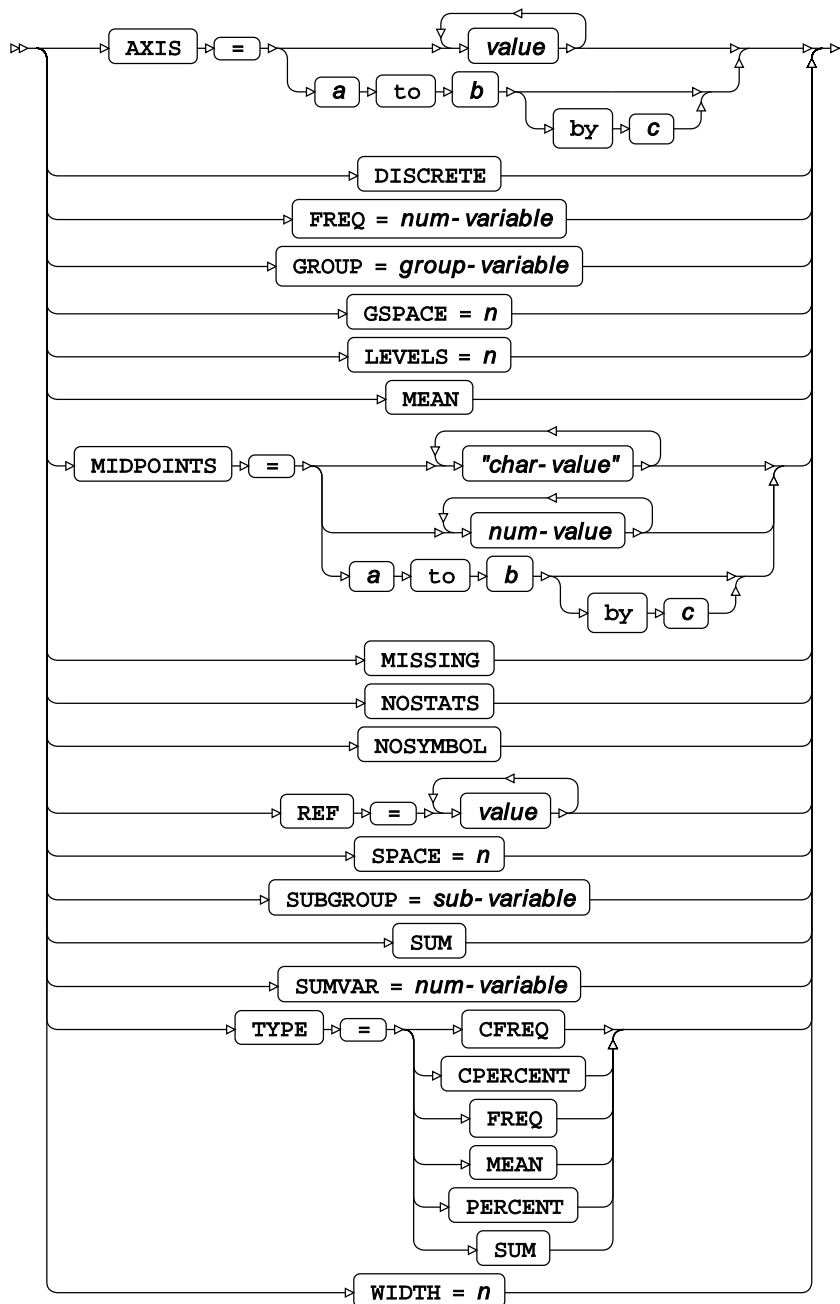 AXIS = value
a to b
by c
DISCRETE
FREQ = num-variable
GROUP = group-variable
GSPACE = n
LEVELS = n
MEAN
MIDPOINTS = "char-value"
num-value
a to b
by c
MISSING
NOSTATS
NOSYMBOL
REF = value
SPACE = n
SUBGROUP = sub-variable
SUM
SUMVAR = num-variable
TYPE = CFREQ
CPERCENT
FREQ
MEAN
PERCENT
SUM
WIDTH = n